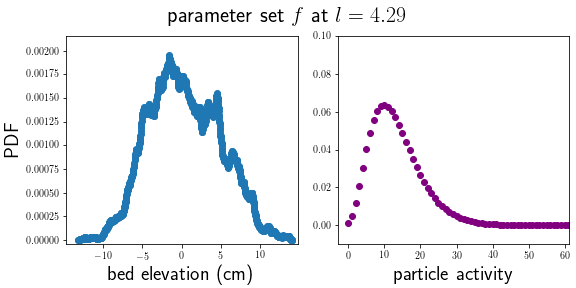 parameter set f at l = 4.29
PDF
0.00200
0.00175
0.00150
0.00125
0.00100
0.00075
0.00050
0.00025
0.00000
−10 −5 0 5 10
bed elevation (cm)
0.10
0.08
0.06
0.04
0.02
0.00
0 10 20 30 40 50 60
particle activity